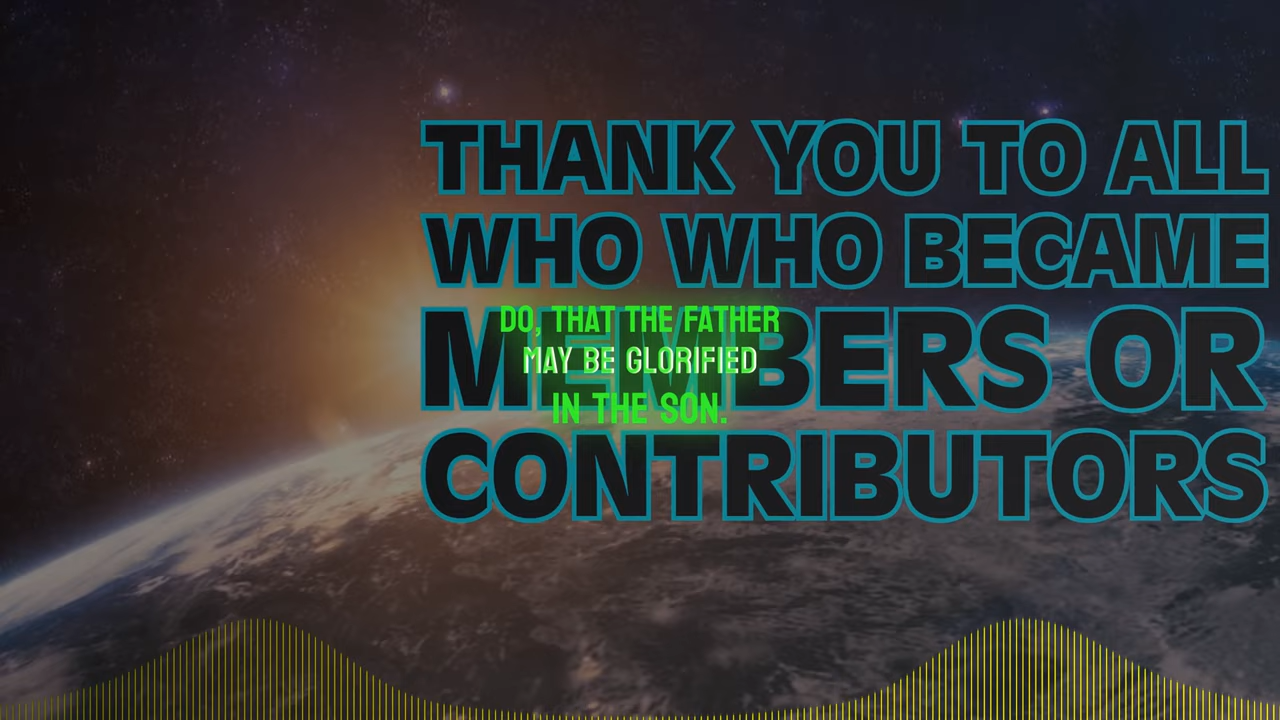 THANK YOU TO ALL
WHO WHO BECAME
MEMBERS OR
CONTRIBUTORS
DO, THAT THE FATHER
MAY BE GLORIFIED
IN THE SON.